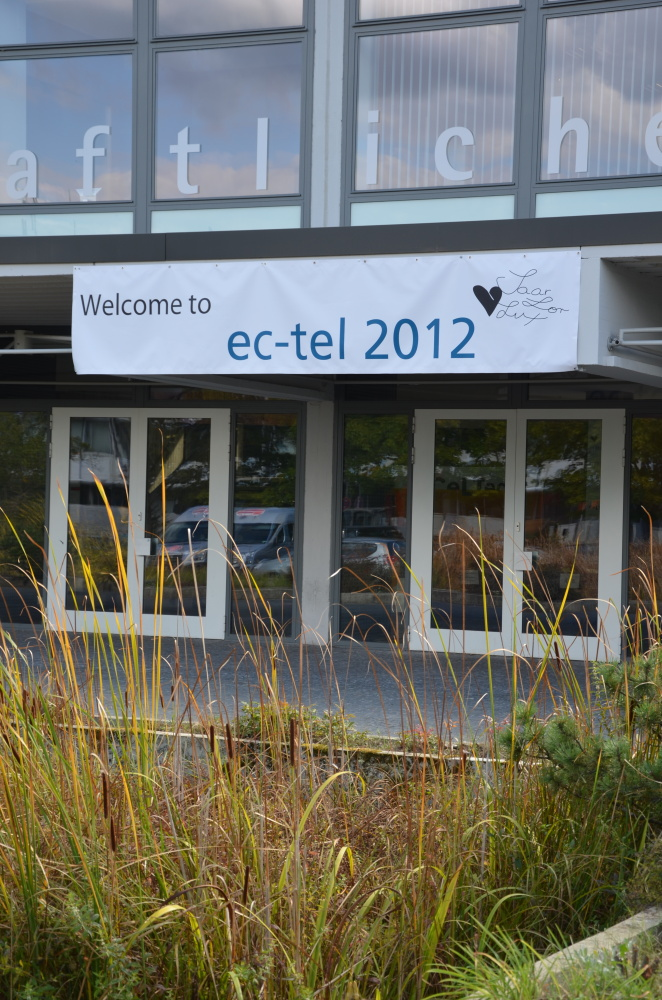 aftliche
Welcome to
ec-tel 2012
Saar
Lor
Lux